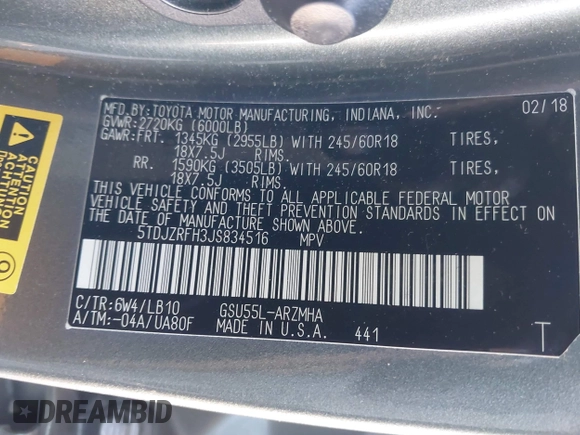 MFD.BY:TOYOTA MOTOR MANUFACTURING, INDIANA, INC. 02/18
GVWR:2720KG (6000LB)
GAWR:FRT. 1345KG (2955LB) WITH 245/60R18 TIRES,
18X7.5J RIMS.
RR. 1590KG (3505LB) WITH 245/60R18 TIRES,
18X7.5J RIMS.
THIS VEHICLE CONFORMS TO ALL APPLICABLE FEDERAL MOTOR
VEHICLE SAFETY AND THEFT PREVENTION STANDARDS IN EFFECT ON
THE DATE OF MANUFACTURE SHOWN ABOVE.
5TDJZRFH3JS834516 MPV
C/TR:6W4/LB10 GSU55L-ARZMHA
A/TM:-04A/UA80F MADE IN U.S.A. 441 T
CAUTION
DREAMBID